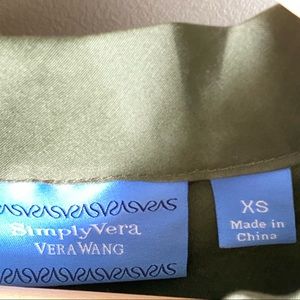 SimplyVera
VERA WANG
XS
Made in
China